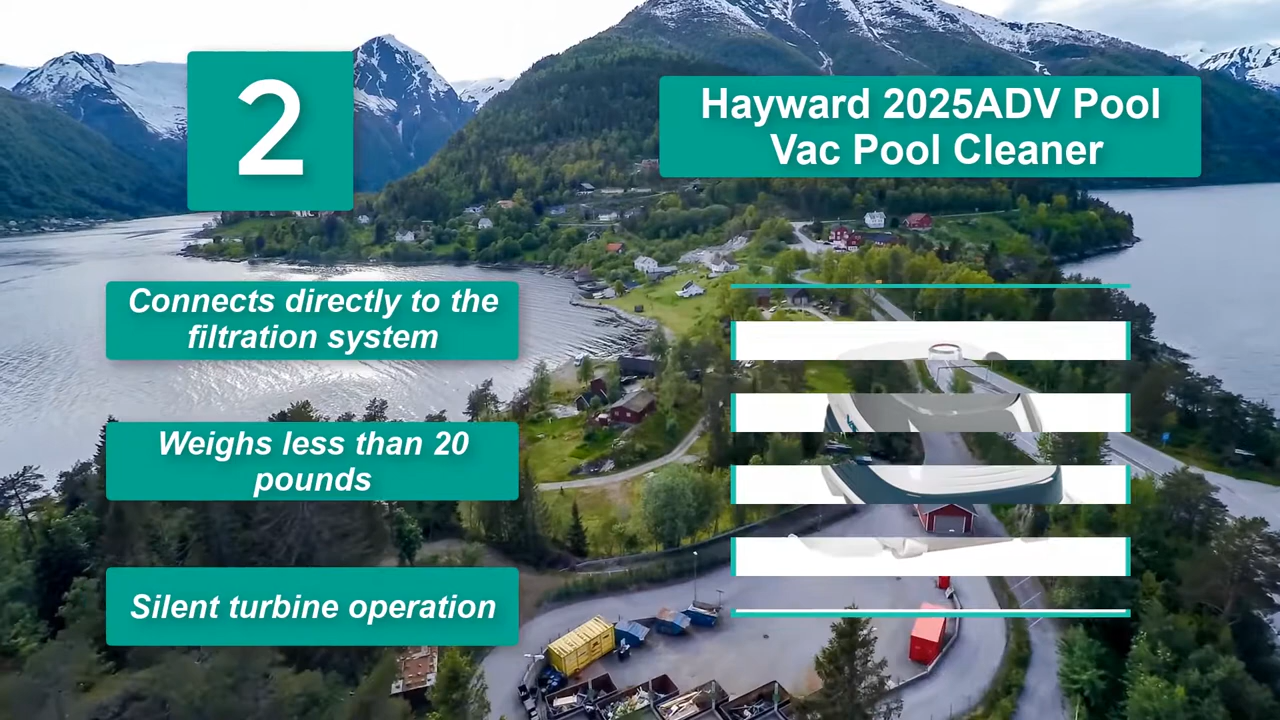 2
Hayward 2025ADV Pool
Vac Pool Cleaner
Connects directly to the
filtration system
Weighs less than 20
pounds
Silent turbine operation